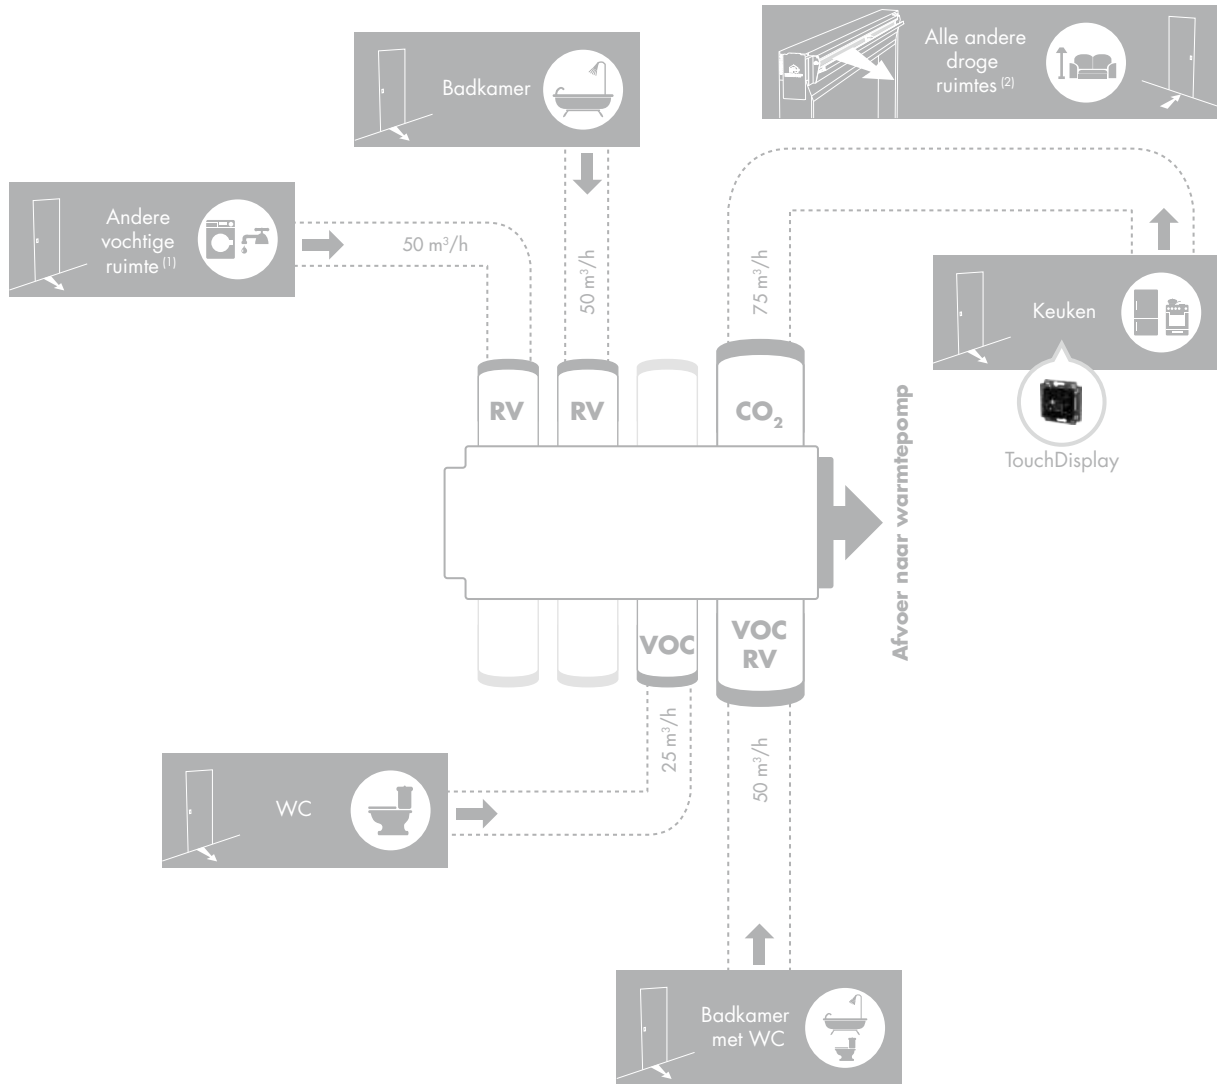 Alle andere
droge
ruimtes (2)
Badkamer
Andere
vochtige
ruimte (1)
50 m³/h
50 m³/h
75 m³/h
Keuken
TouchDisplay
RV
RV
CO₂
Afvoer naar warmtepomp
VOC
VOC
RV
25 m³/h
50 m³/h
WC
Badkamer
met WC